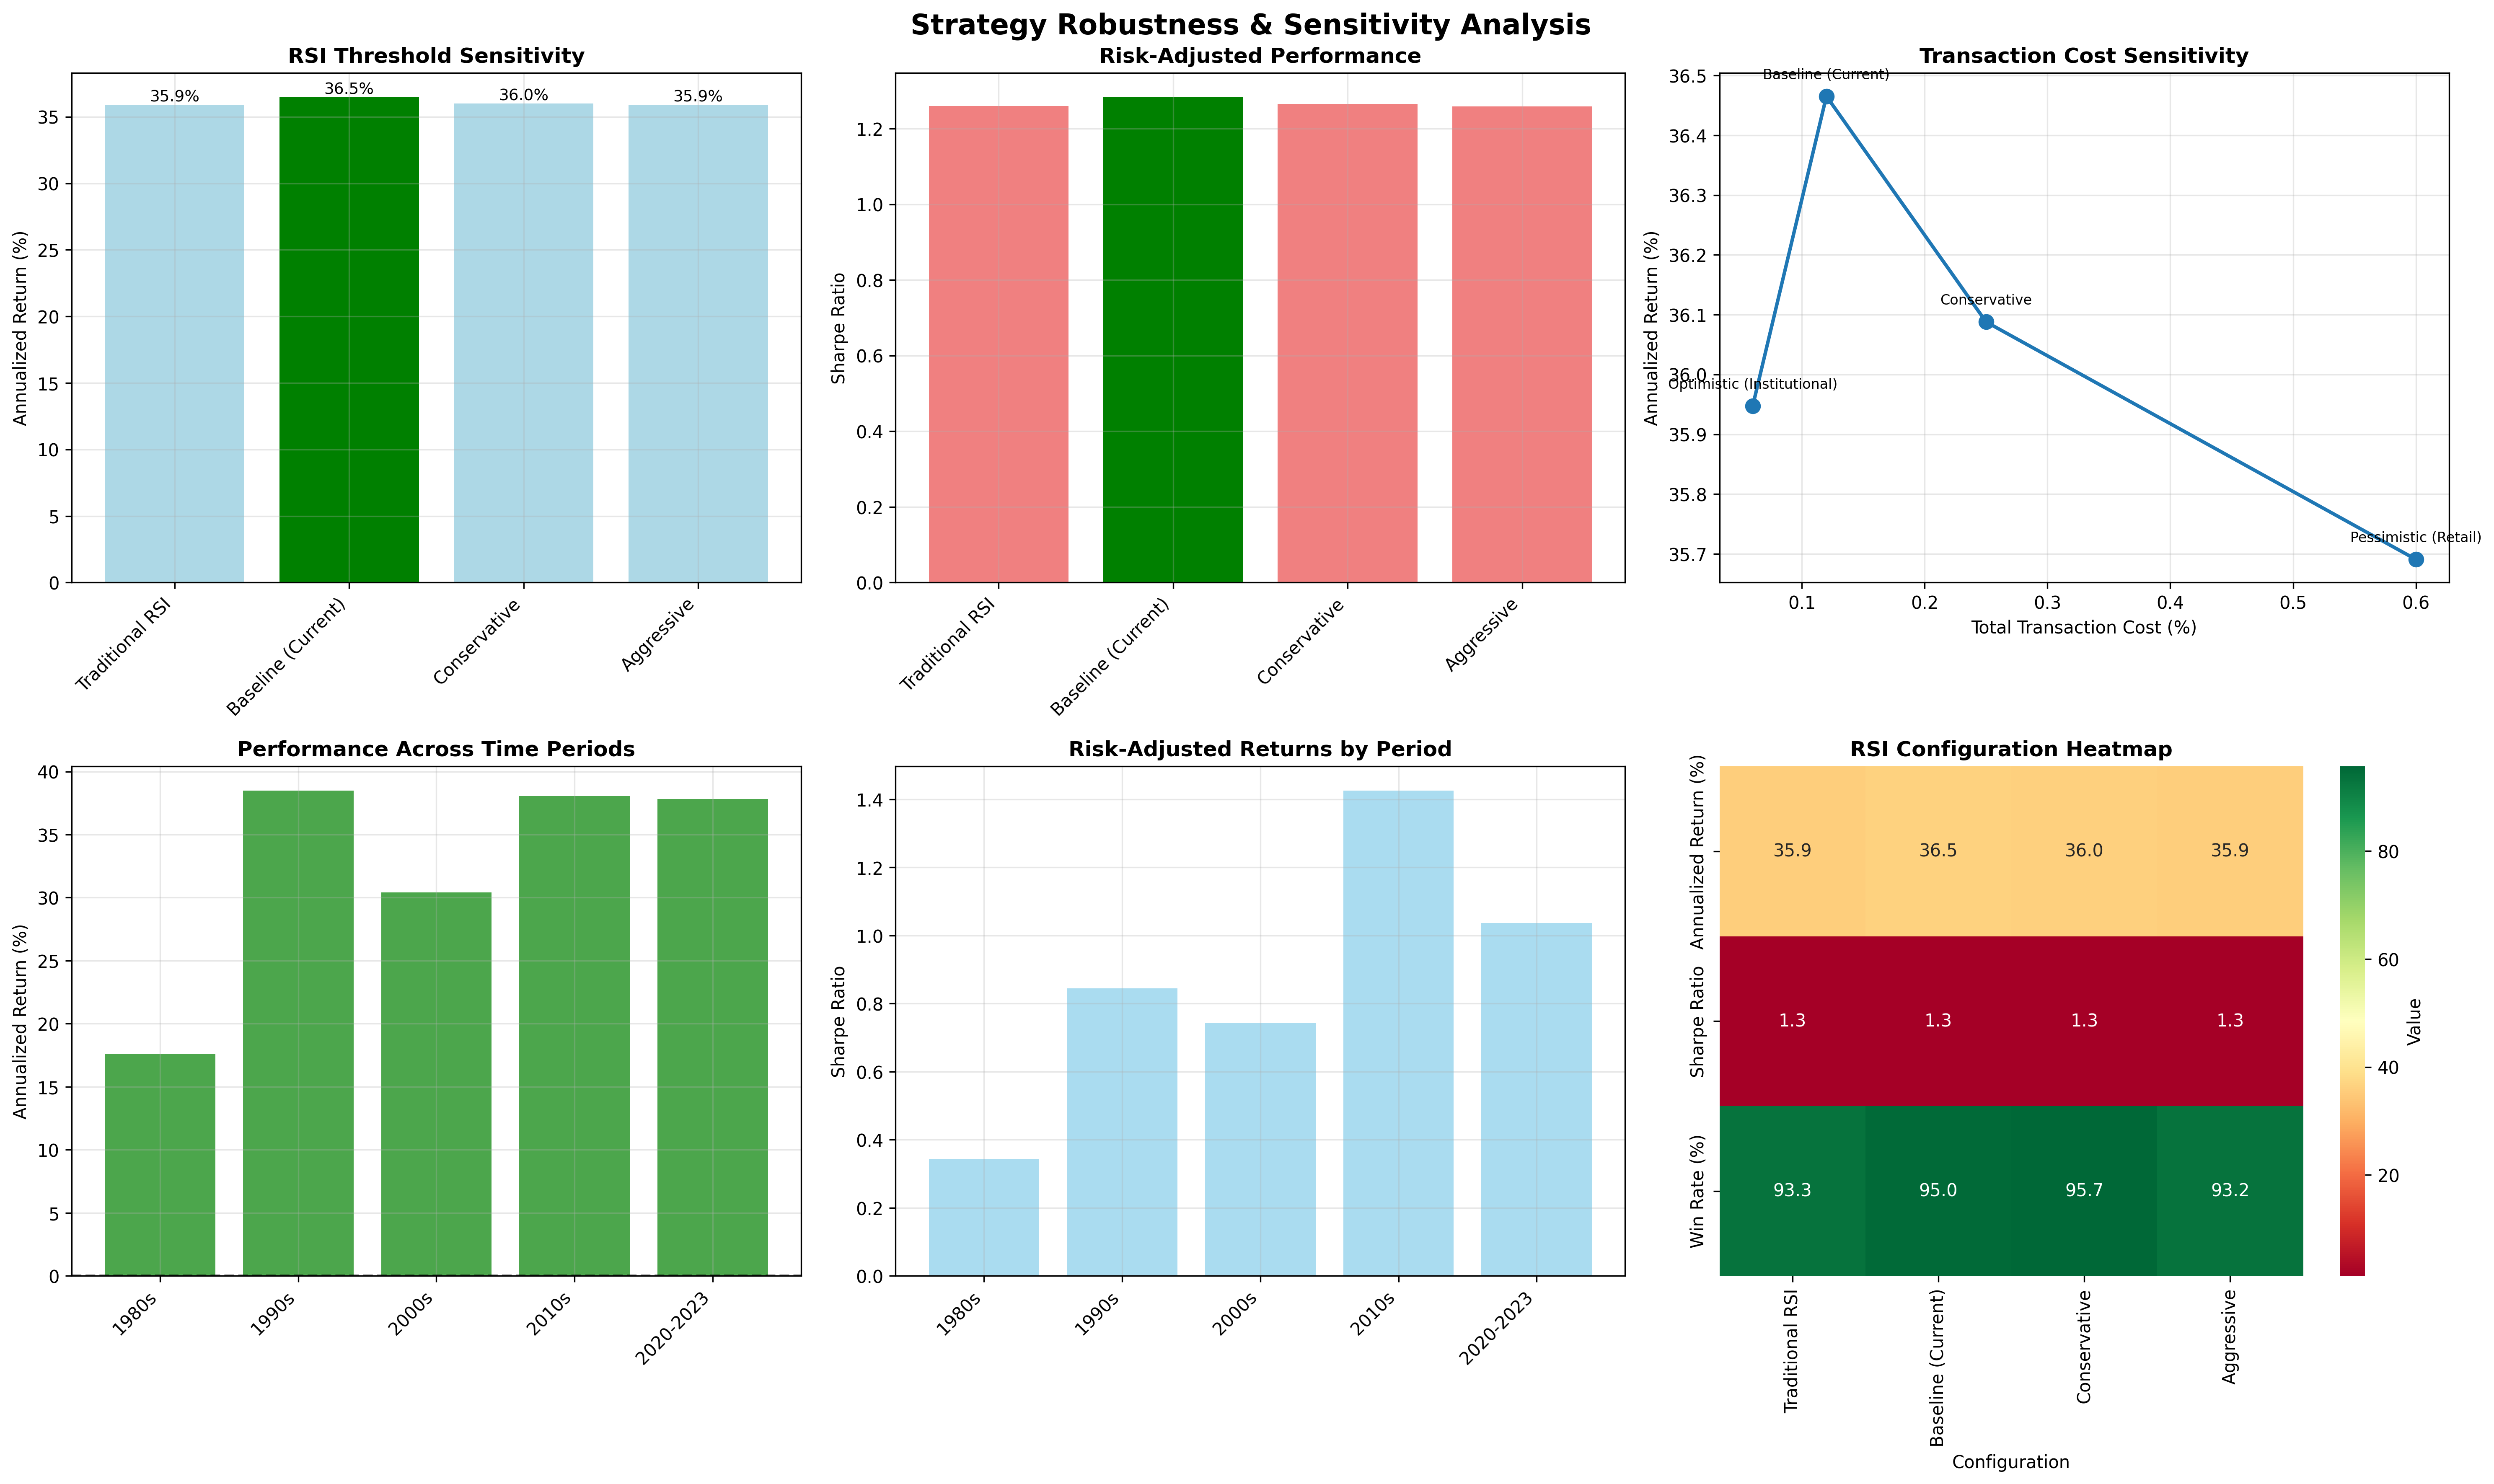 Strategy Robustness & Sensitivity Analysis
RSI Threshold Sensitivity
Annualized Return (%)
35
30
25
20
15
10
5
0
35.9%
36.5%
36.0%
35.9%
Traditional RSI
Baseline (Current)
Conservative
Aggressive
Risk-Adjusted Performance
Sharpe Ratio
1.2
1.0
0.8
0.6
0.4
0.2
0.0
Traditional RSI
Baseline (Current)
Conservative
Aggressive
Transaction Cost Sensitivity
Annualized Return (%)
36.5
36.4
36.3
36.2
36.1
36.0
35.9
35.8
35.7
Baseline (Current)
Conservative
Optimistic (Institutional)
Pessimistic (Retail)
0.1
0.2
0.3
0.4
0.5
0.6
Total Transaction Cost (%)
Performance Across Time Periods
Annualized Return (%)
40
35
30
25
20
15
10
5
0
1980s
1990s
2000s
2010s
2020-2023
Risk-Adjusted Returns by Period
Sharpe Ratio
1.4
1.2
1.0
0.8
0.6
0.4
0.2
0.0
1980s
1990s
2000s
2010s
2020-2023
RSI Configuration Heatmap
Annualized Return (%)
35.9 36.5 36.0 35.9
Sharpe Ratio
1.3 1.3 1.3 1.3
Win Rate (%)
93.3 95.0 95.7 93.2
Traditional RSI
Baseline (Current)
Conservative
Aggressive
Configuration
80
60
40
20
Value